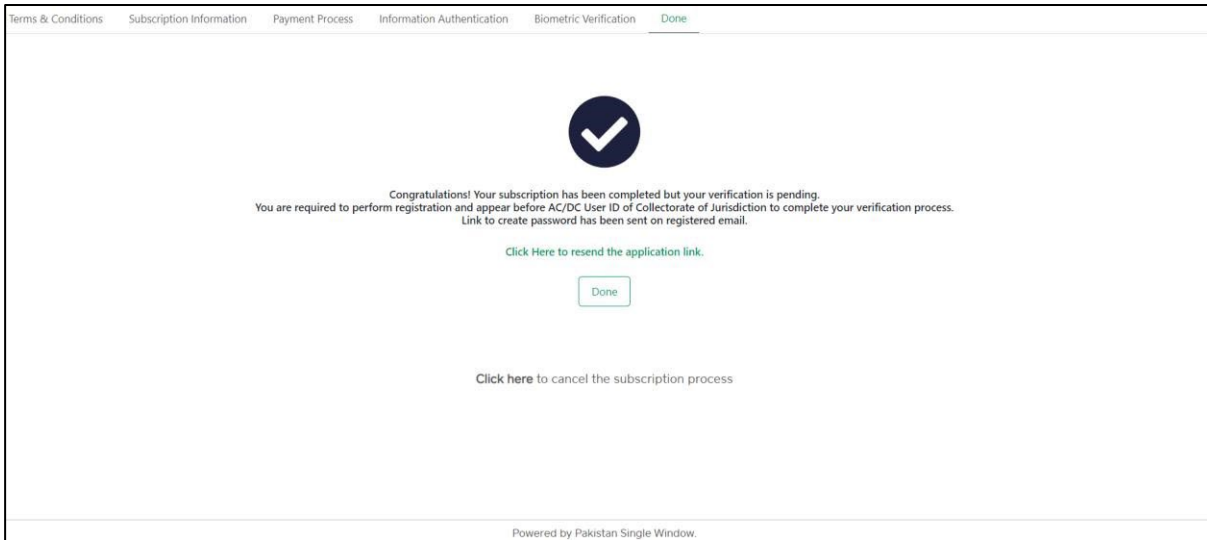 Terms & Conditions Subscription Information Payment Process Information Authentication Biometric Verification Done
Congratulations! Your subscription has been completed but your verification is pending.
You are required to perform registration and appear before AC/DC User ID of Collectorate of Jurisdiction to complete your verification process.
Link to create password has been sent on registered email.
Click Here to resend the application link.
Done
Click here to cancel the subscription process
Powered by Pakistan Single Window.